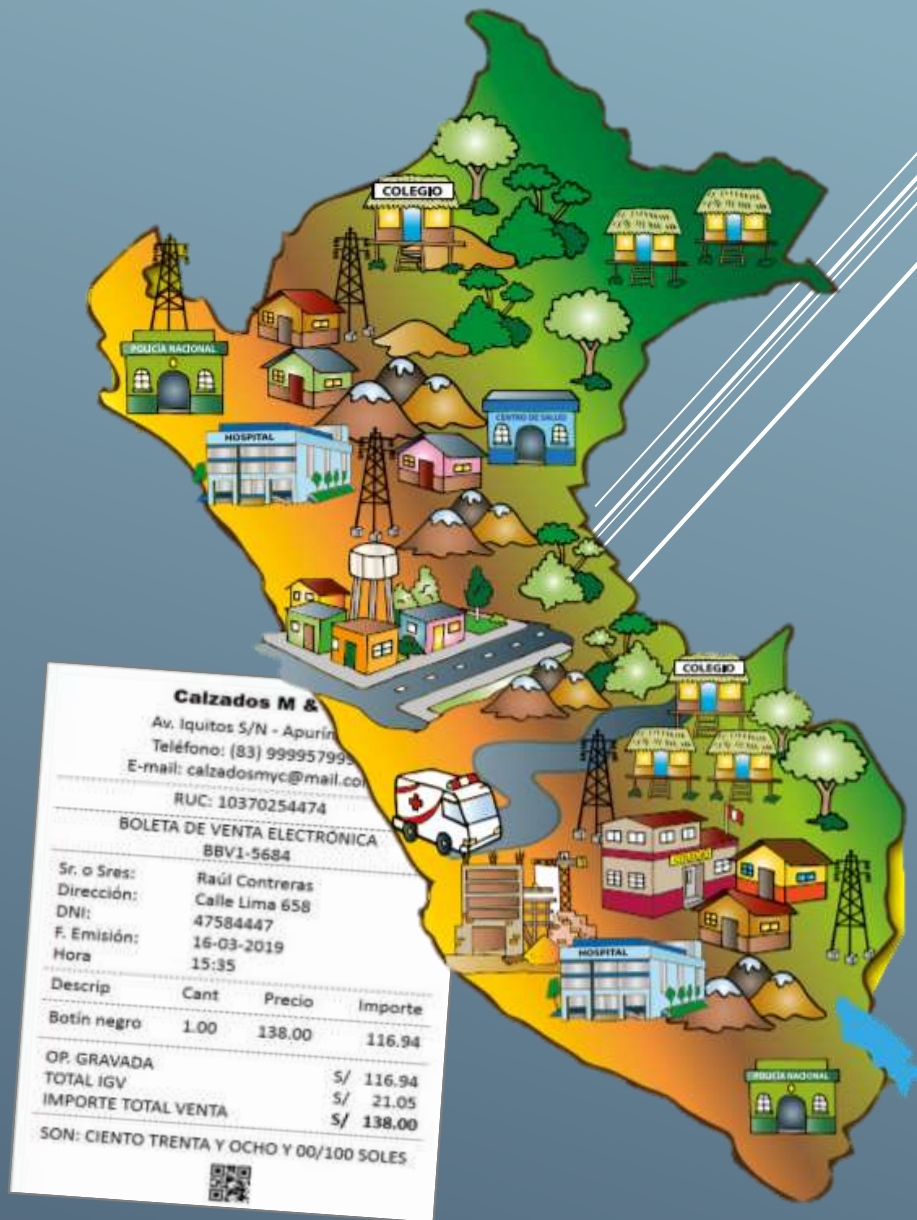 COLEGIO
POLICÍA NACIONAL
HOSPITAL
CENTRO DE SALUD
COLEGIO
COLEGIO
HOSPITAL
POLICÍA NACIONAL
Calzados M &
Av. Iquitos S/N - Apurím
Teléfono: (83) 99995799
E-mail: calzadosmyc@mail.co
RUC: 10370254474
BOLETA DE VENTA ELECTRÓNICA
BBV1-5684
Sr. o Sres: Raúl Contreras
Dirección: Calle Lima 658
DNI: 47584447
F. Emisión: 16-03-2019
Hora 15:35
Descrip Cant Precio Importe
Botín negro 1.00 138.00 116.94
OP. GRAVADA S/ 116.94
TOTAL IGV S/ 21.05
IMPORTE TOTAL VENTA S/ 138.00
SON: CIENTO TRENTA Y OCHO Y 00/100 SOLES